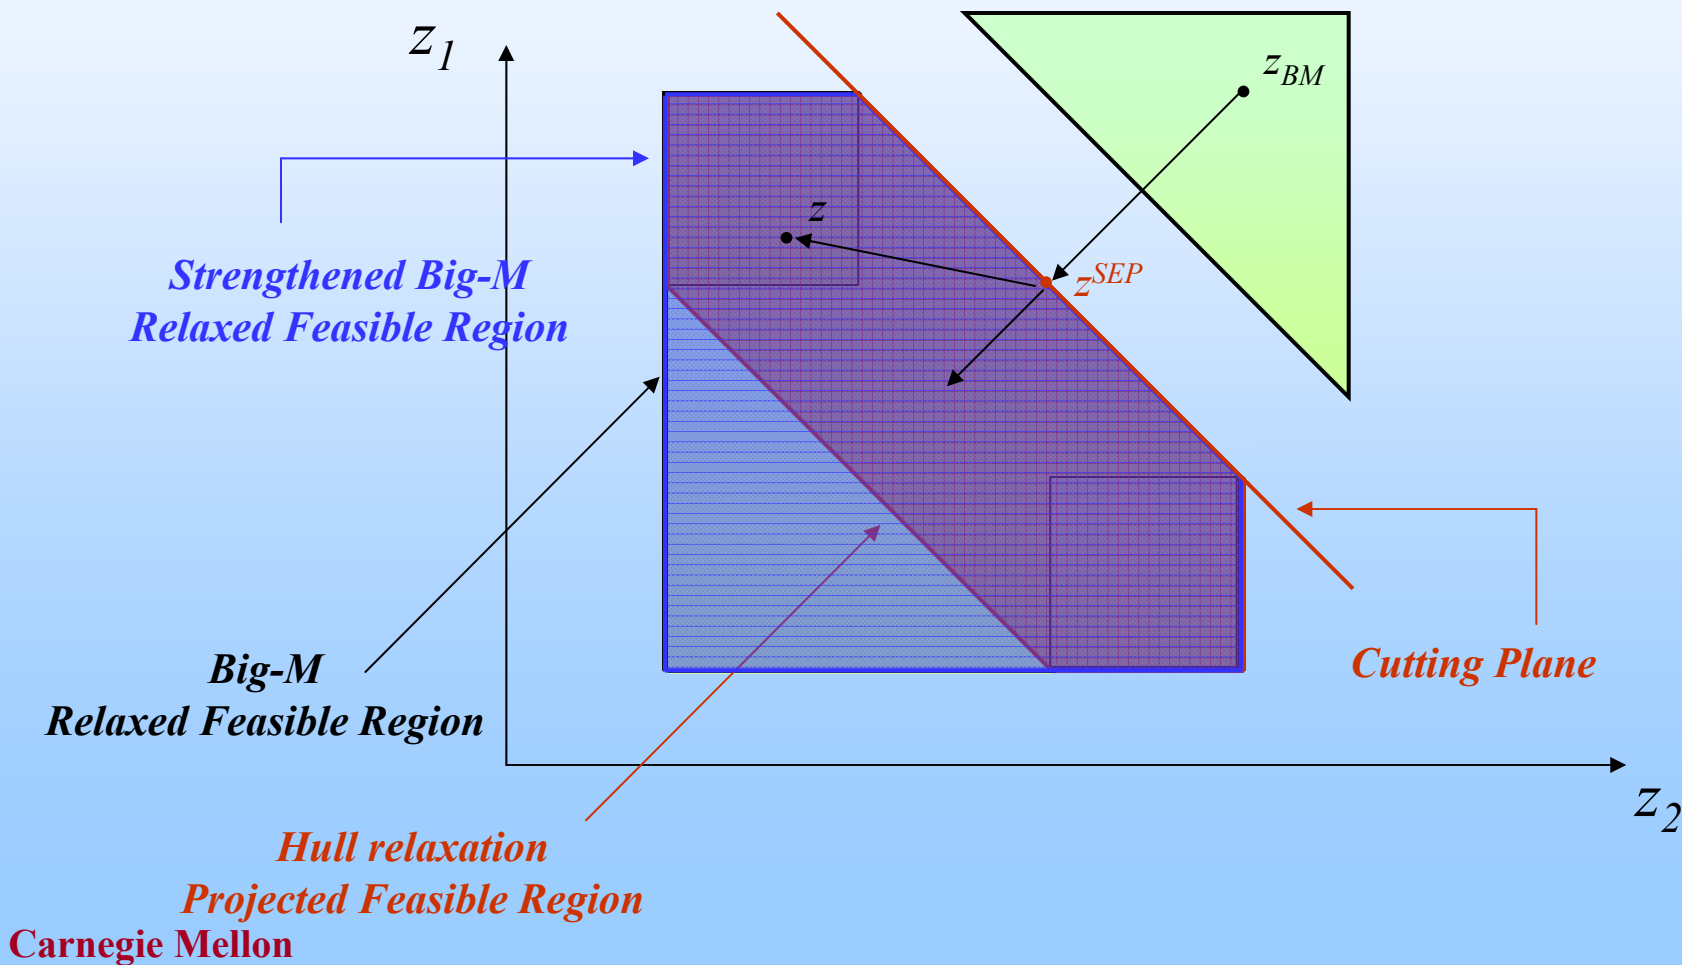 z1
zBM
z
zSEP
Strengthened Big-M
Relaxed Feasible Region
Big-M
Relaxed Feasible Region
Cutting Plane
z2
Hull relaxation
Projected Feasible Region
Carnegie Mellon